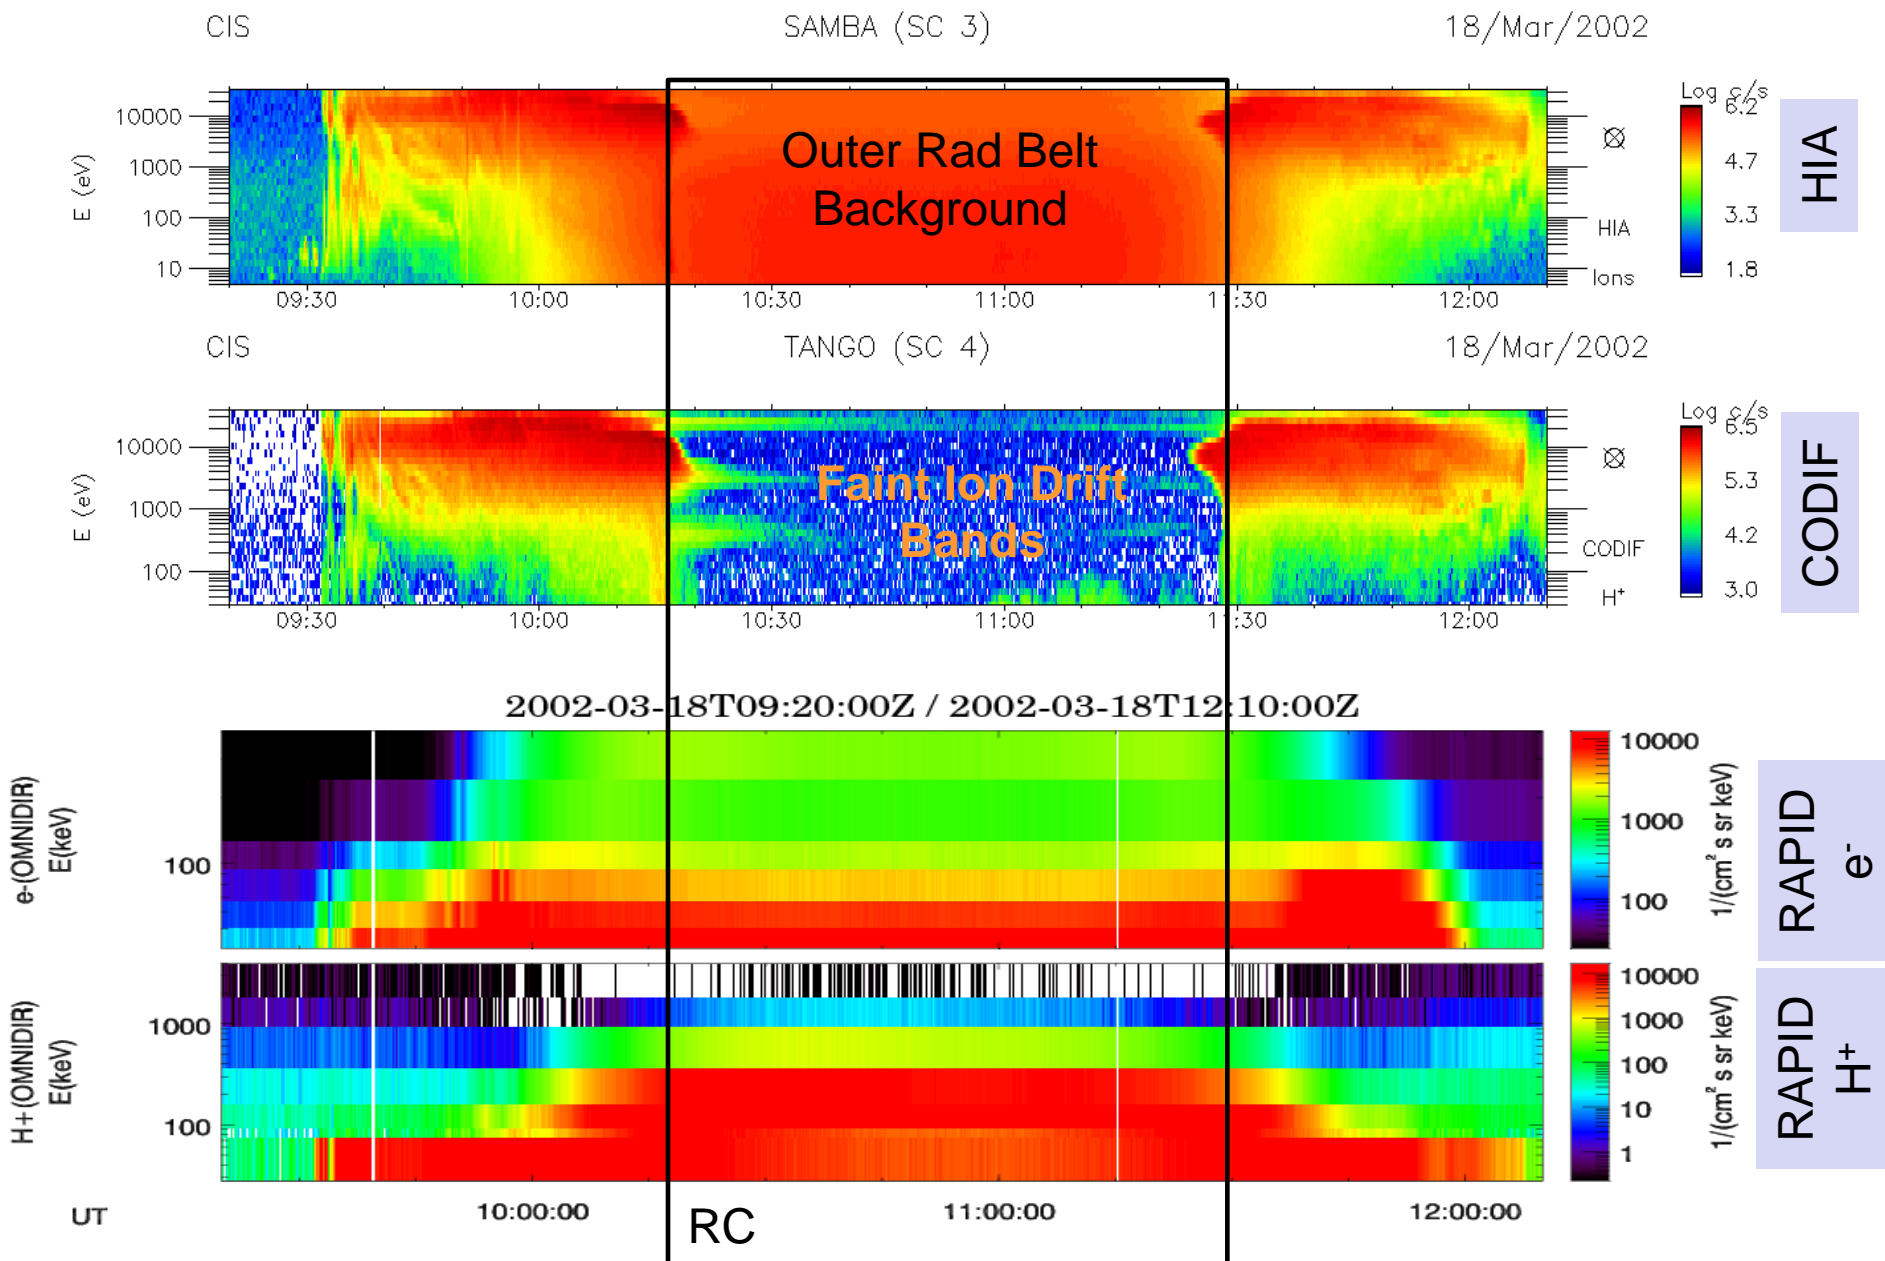 CIS SAMBA (SC 3) 18/Mar/2002
E (eV)
10000
1000
100
10
09:30 10:00 10:30 11:00 11:30 12:00
Outer Rad Belt
Background
HIA
Ions
Log c/s
6.2
4.7
3.3
1.8
HIA
CIS TANGO (SC 4) 18/Mar/2002
E (eV)
10000
1000
100
09:30 10:00 10:30 11:00 11:30 12:00
Faint Ion Drift
Bands
CODIF
H+
Log c/s
6.5
5.3
4.2
3.0
CODIF
2002-03-18T09:20:00Z / 2002-03-18T12:10:00Z
e-(OMNIDIR)
E(keV)
100
10000
1000
100
1/(cm² s sr keV)
RAPID
e-
H+(OMNIDIR)
E(keV)
1000
100
10000
1000
100
10
1
1/(cm² s sr keV)
RAPID
H+
UT 10:00:00 11:00:00 12:00:00
RC